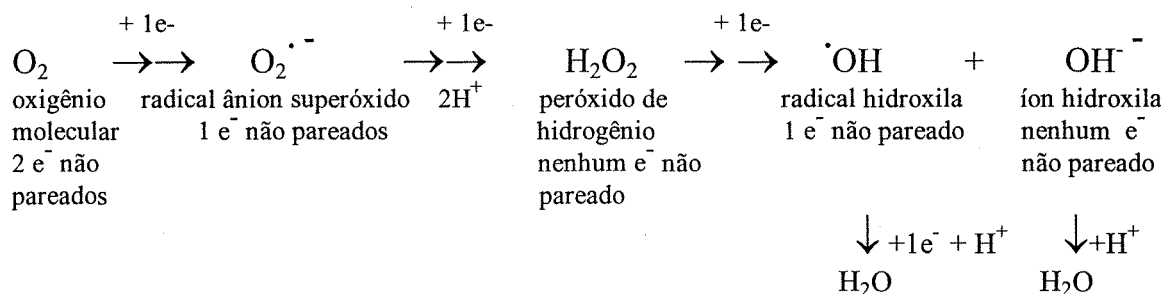 + 1e-    + 1e-    + 1e-
O₂ →→ O₂˙⁻ →→ H₂O₂ →→ ˙OH + OH⁻ ⁻
oxigênio radical ânion superóxido 2H⁺ peróxido de radical hidroxila íon hidroxila
molecular 1 e⁻ não pareados hidrogênio 1 e⁻ não pareado nenhum e⁻
2 e⁻ não nenhum e⁻ não não pareado
pareados pareado
↓ +1e⁻ + H⁺ ↓ +H⁺
H₂O H₂O